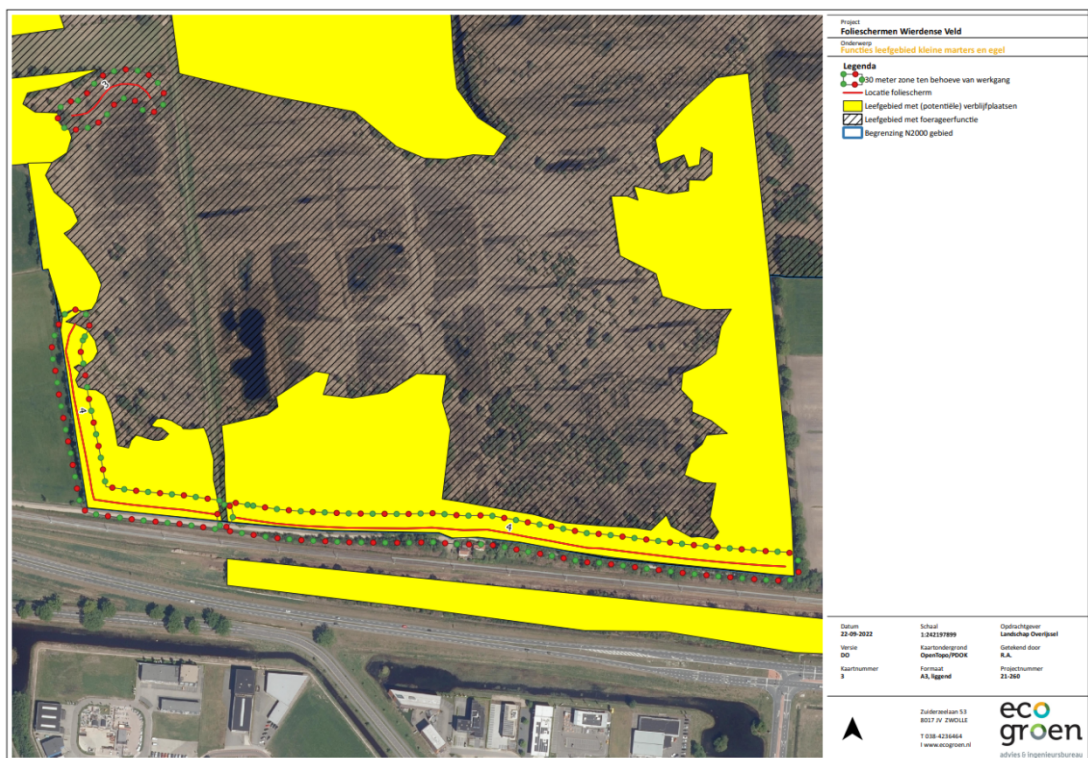 Project
Folieschermen Wierdense Veld
Onderwerp
Functies leefgebied kleine marters en egel
Legenda
30 meter zone ten behoeve van werkgang
Locatie foliescherm
Leefgebied met (potentiële) verblijfplaatsen
Leefgebied met foerageerfunctie
Begrenzing N2000 gebied
3
4
4
Datum
22-09-2022
Schaal
1:242197899
Opdrachtgever
Landschap Overijssel
Versie
DO
Kaartondergrond
OpenTopo/PDOK
Getekend door
R.A.
Kaartnummer
3
Formaat
A3, liggend
Projectnummer
21-260
Zuiderzeelaan 53
8017 JV ZWOLLE
T 038-4236464
I www.ecogroen.nl
eco
groen
advies & ingenieursbureau